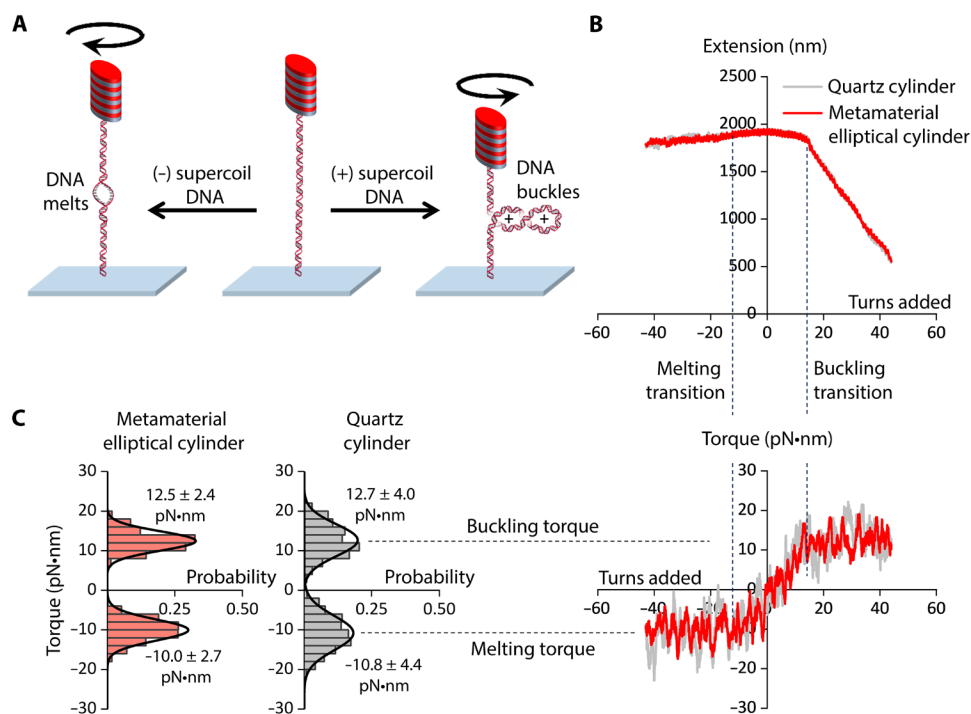 A
(–) supercoil
DNA
(+) supercoil
DNA
DNA
melts
DNA
buckles
+
+
B
Extension (nm)
2500
2000
1500
1000
500
0
Quartz cylinder
Metamaterial
elliptical cylinder
Turns added
–60
–40
–20
0
20
40
60
Melting
transition
Buckling
transition
C
Metamaterial
elliptical cylinder
Quartz
cylinder
Torque (pN•nm)
30
20
10
0
–10
–20
–30
12.5 ± 2.4
pN•nm
Probability
0.25
0.50
–10.0 ± 2.7
pN•nm
30
20
10
0
–10
–20
–30
12.7 ± 4.0
pN•nm
Probability
0.25
0.50
–10.8 ± 4.4
pN•nm
Buckling torque
Melting torque
Torque (pN•nm)
30
20
10
0
–10
–20
–30
Turns added
–60
–40
–20
20
40
60